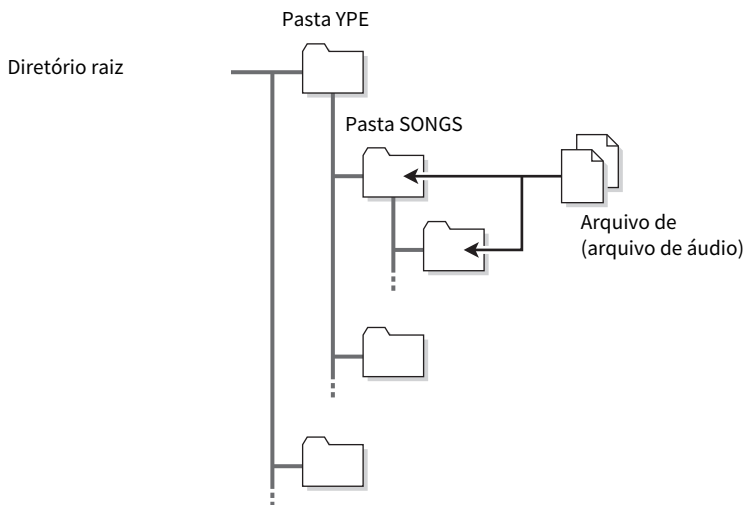 Pasta YPE
Diretório raiz
Pasta SONGS
Arquivo de
(arquivo de áudio)